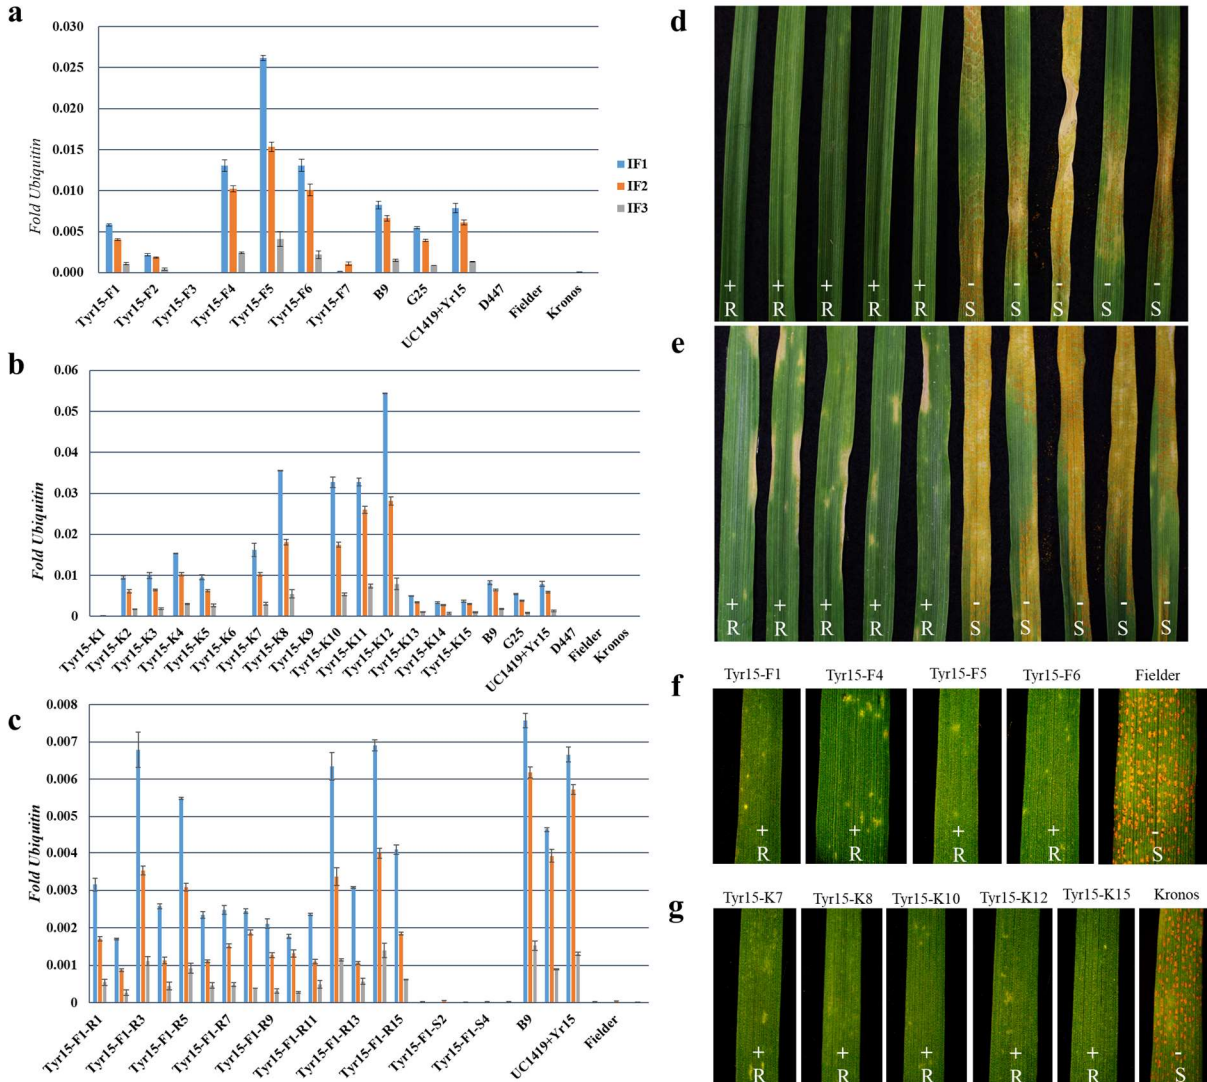 a
0.030
0.025
0.020
0.015
0.010
0.005
0.000
Fold Ubiquitin
IF1
IF2
IF3
Tyr15-F1
Tyr15-F2
Tyr15-F3
Tyr15-F4
Tyr15-F5
Tyr15-F6
Tyr15-F7
B9
G25
UC1419+Yr15
D447
Fielder
Kronos
b
0.06
0.05
0.04
0.03
0.02
0.01
0
Fold Ubiquitin
Tyr15-K1
Tyr15-K2
Tyr15-K3
Tyr15-K4
Tyr15-K5
Tyr15-K6
Tyr15-K7
Tyr15-K8
Tyr15-K9
Tyr15-K10
Tyr15-K11
Tyr15-K12
Tyr15-K13
Tyr15-K14
Tyr15-K15
B9
G25
UC1419+Yr15
D447
Fielder
Kronos
c
0.008
0.007
0.006
0.005
0.004
0.003
0.002
0.001
0
Fold Ubiquitin
Tyr15-F1-R1
Tyr15-F1-R3
Tyr15-F1-R5
Tyr15-F1-R7
Tyr15-F1-R9
Tyr15-F1-R11
Tyr15-F1-R13
Tyr15-F1-R15
Tyr15-F1-S2
Tyr15-F1-S4
B9
UC1419+Yr15
Fielder
d
+ + + + + - - - - -
R R R R R S S S S S
e
+ + + + + - - - - -
R R R R R S S S S S
f
Tyr15-F1 Tyr15-F4 Tyr15-F5 Tyr15-F6 Fielder
+ + + + -
R R R R S
g
Tyr15-K7 Tyr15-K8 Tyr15-K10 Tyr15-K12 Tyr15-K15 Kronos
+ + + + + -
R R R R R S